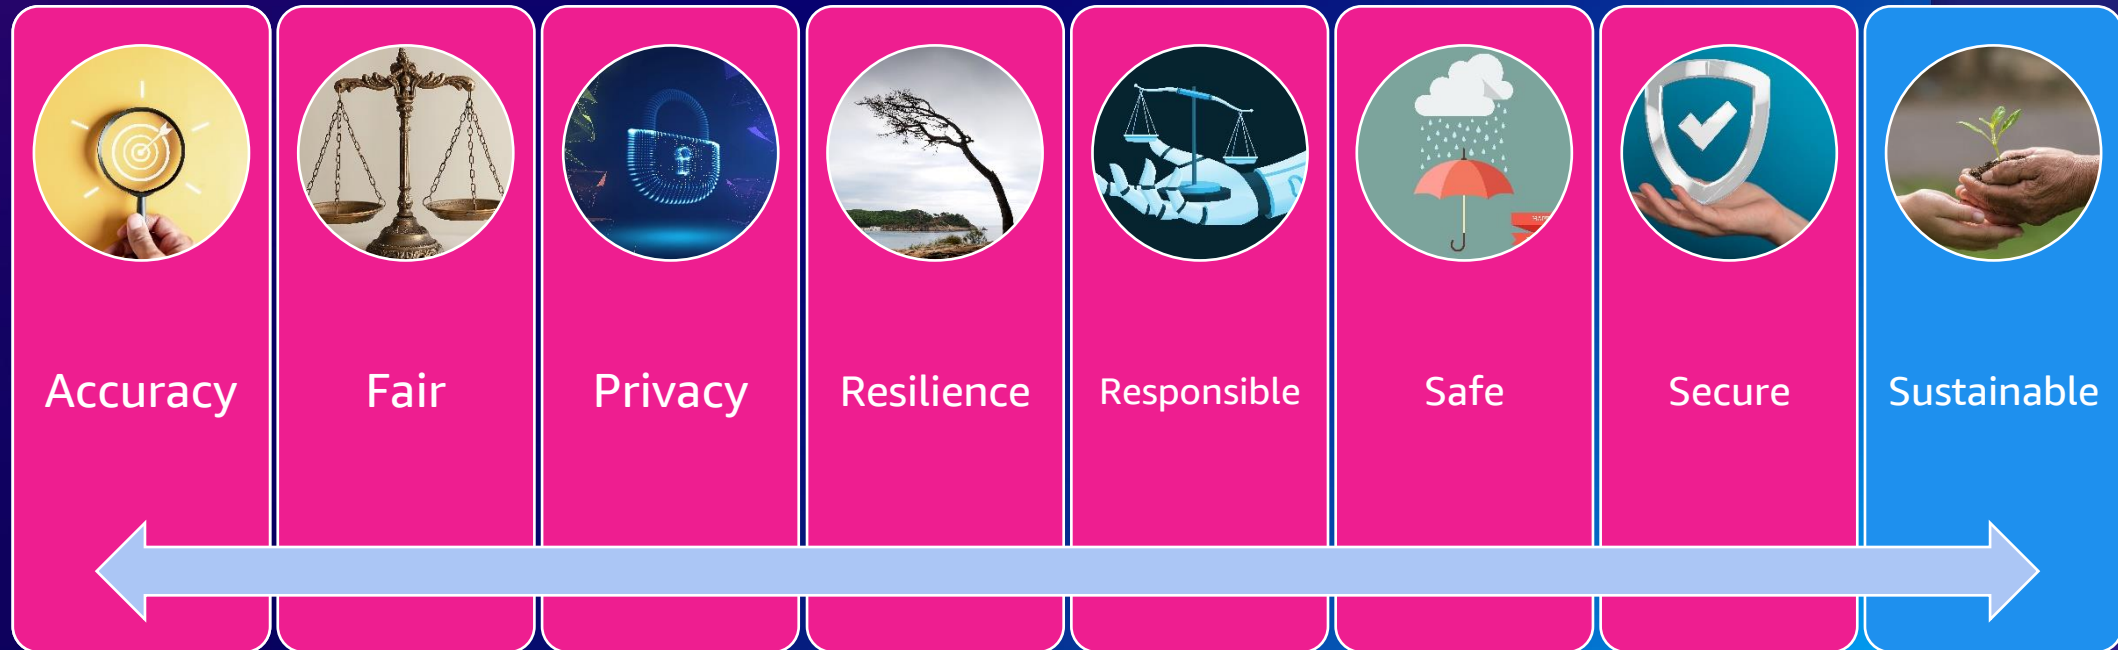 Accuracy
Fair
Privacy
Resilience
Responsible
Safe
Secure
Sustainable